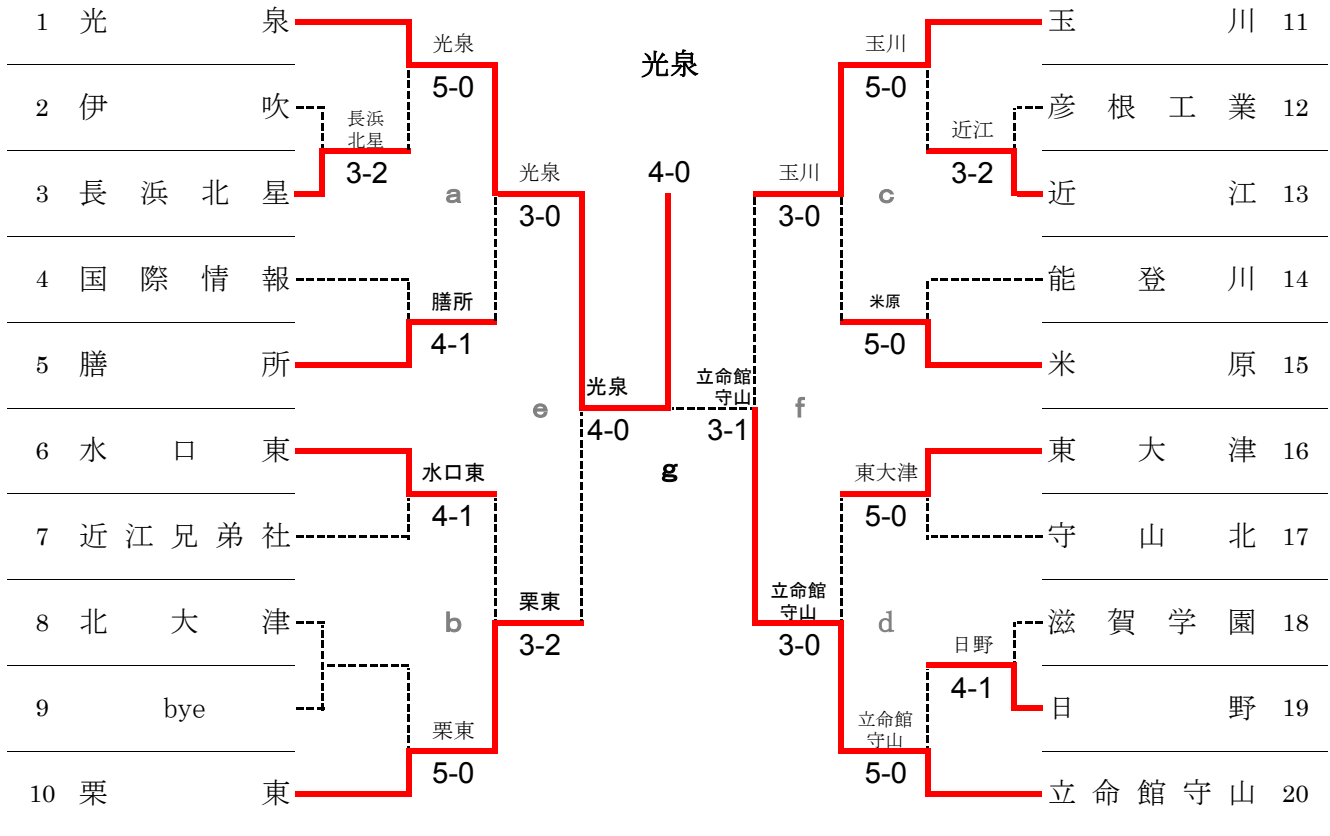 1 光泉
2 伊吹
3 長浜北星
4 国際情報
5 膳所
6 水口東
7 近江兄弟社
8 北大津
9 bye
10 栗東
長浜
北星
3-2
光泉
5-0
a
膳所
4-1
水口東
4-1
b
栗東
5-0
光泉
3-0
e
栗東
3-2
光泉
4-0
光泉
4-0
g
立命館
守山
3-1
玉川
3-0
f
立命館
守山
3-0
玉川
5-0
c
米原
5-0
東大津
5-0
d
立命館
守山
5-0
近江
3-2
日野
4-1
玉川 11
彦根工業 12
近江 13
能登川 14
米原 15
東大津 16
守山北 17
滋賀学園 18
日野 19
立命館守山 20